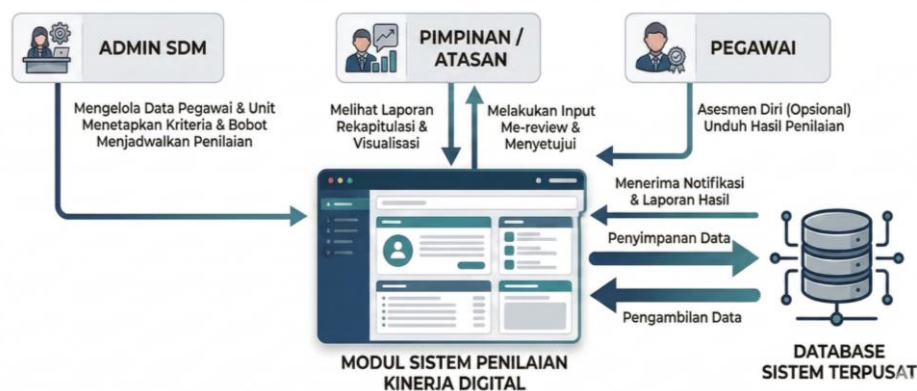 ADMIN SDM
PIMPINAN /
ATASAN
PEGAWAI
Mengelola Data Pegawai & Unit
Menetapkan Kriteria & Bobot
Menjadwalkan Penilaian
Melihat Laporan
Rekapitulasi &
Visualisasi
Melakukan Input
Me-review &
Menyetujui
Asesmen Diri (Opsional)
Unduh Hasil Penilaian
Menerima Notifikasi
& Laporan Hasil
Penyimpanan Data
Pengambilan Data
MODUL SISTEM PENILAIAN
KINERJA DIGITAL
DATABASE
SISTEM TERPUSAT